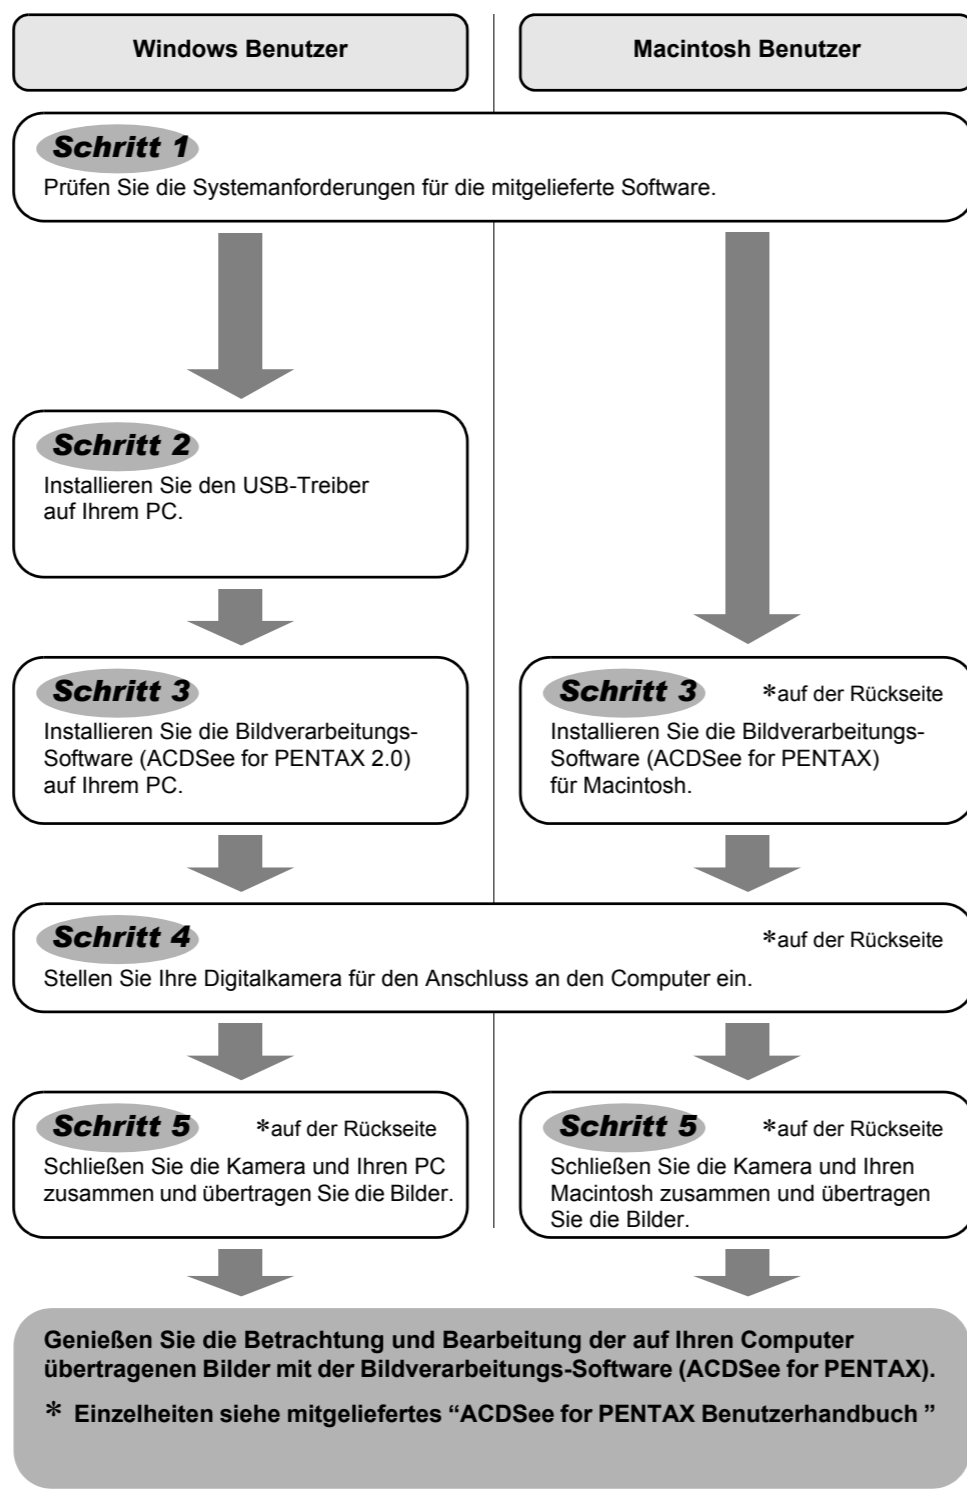 Windows Benutzer
Macintosh Benutzer
Schritt 1
Prüfen Sie die Systemanforderungen für die mitgelieferte Software.
Schritt 2
Installieren Sie den USB-Treiber
auf Ihrem PC.
Schritt 3
Installieren Sie die Bildverarbeitungs-
Software (ACDSee for PENTAX 2.0)
auf Ihrem PC.
Schritt 3 *auf der Rückseite
Installieren Sie die Bildverarbeitungs-
Software (ACDSee for PENTAX)
für Macintosh.
Schritt 4 *auf der Rückseite
Stellen Sie Ihre Digitalkamera für den Anschluss an den Computer ein.
Schritt 5 *auf der Rückseite
Schließen Sie die Kamera und Ihren PC
zusammen und übertragen Sie die Bilder.
Schritt 5 *auf der Rückseite
Schließen Sie die Kamera und Ihren
Macintosh zusammen und übertragen
Sie die Bilder.
Genießen Sie die Betrachtung und Bearbeitung der auf Ihren Computer
übertragenen Bilder mit der Bildverarbeitungs-Software (ACDSee for PENTAX).
* Einzelheiten siehe mitgeliefertes “ACDSee for PENTAX Benutzerhandbuch ”